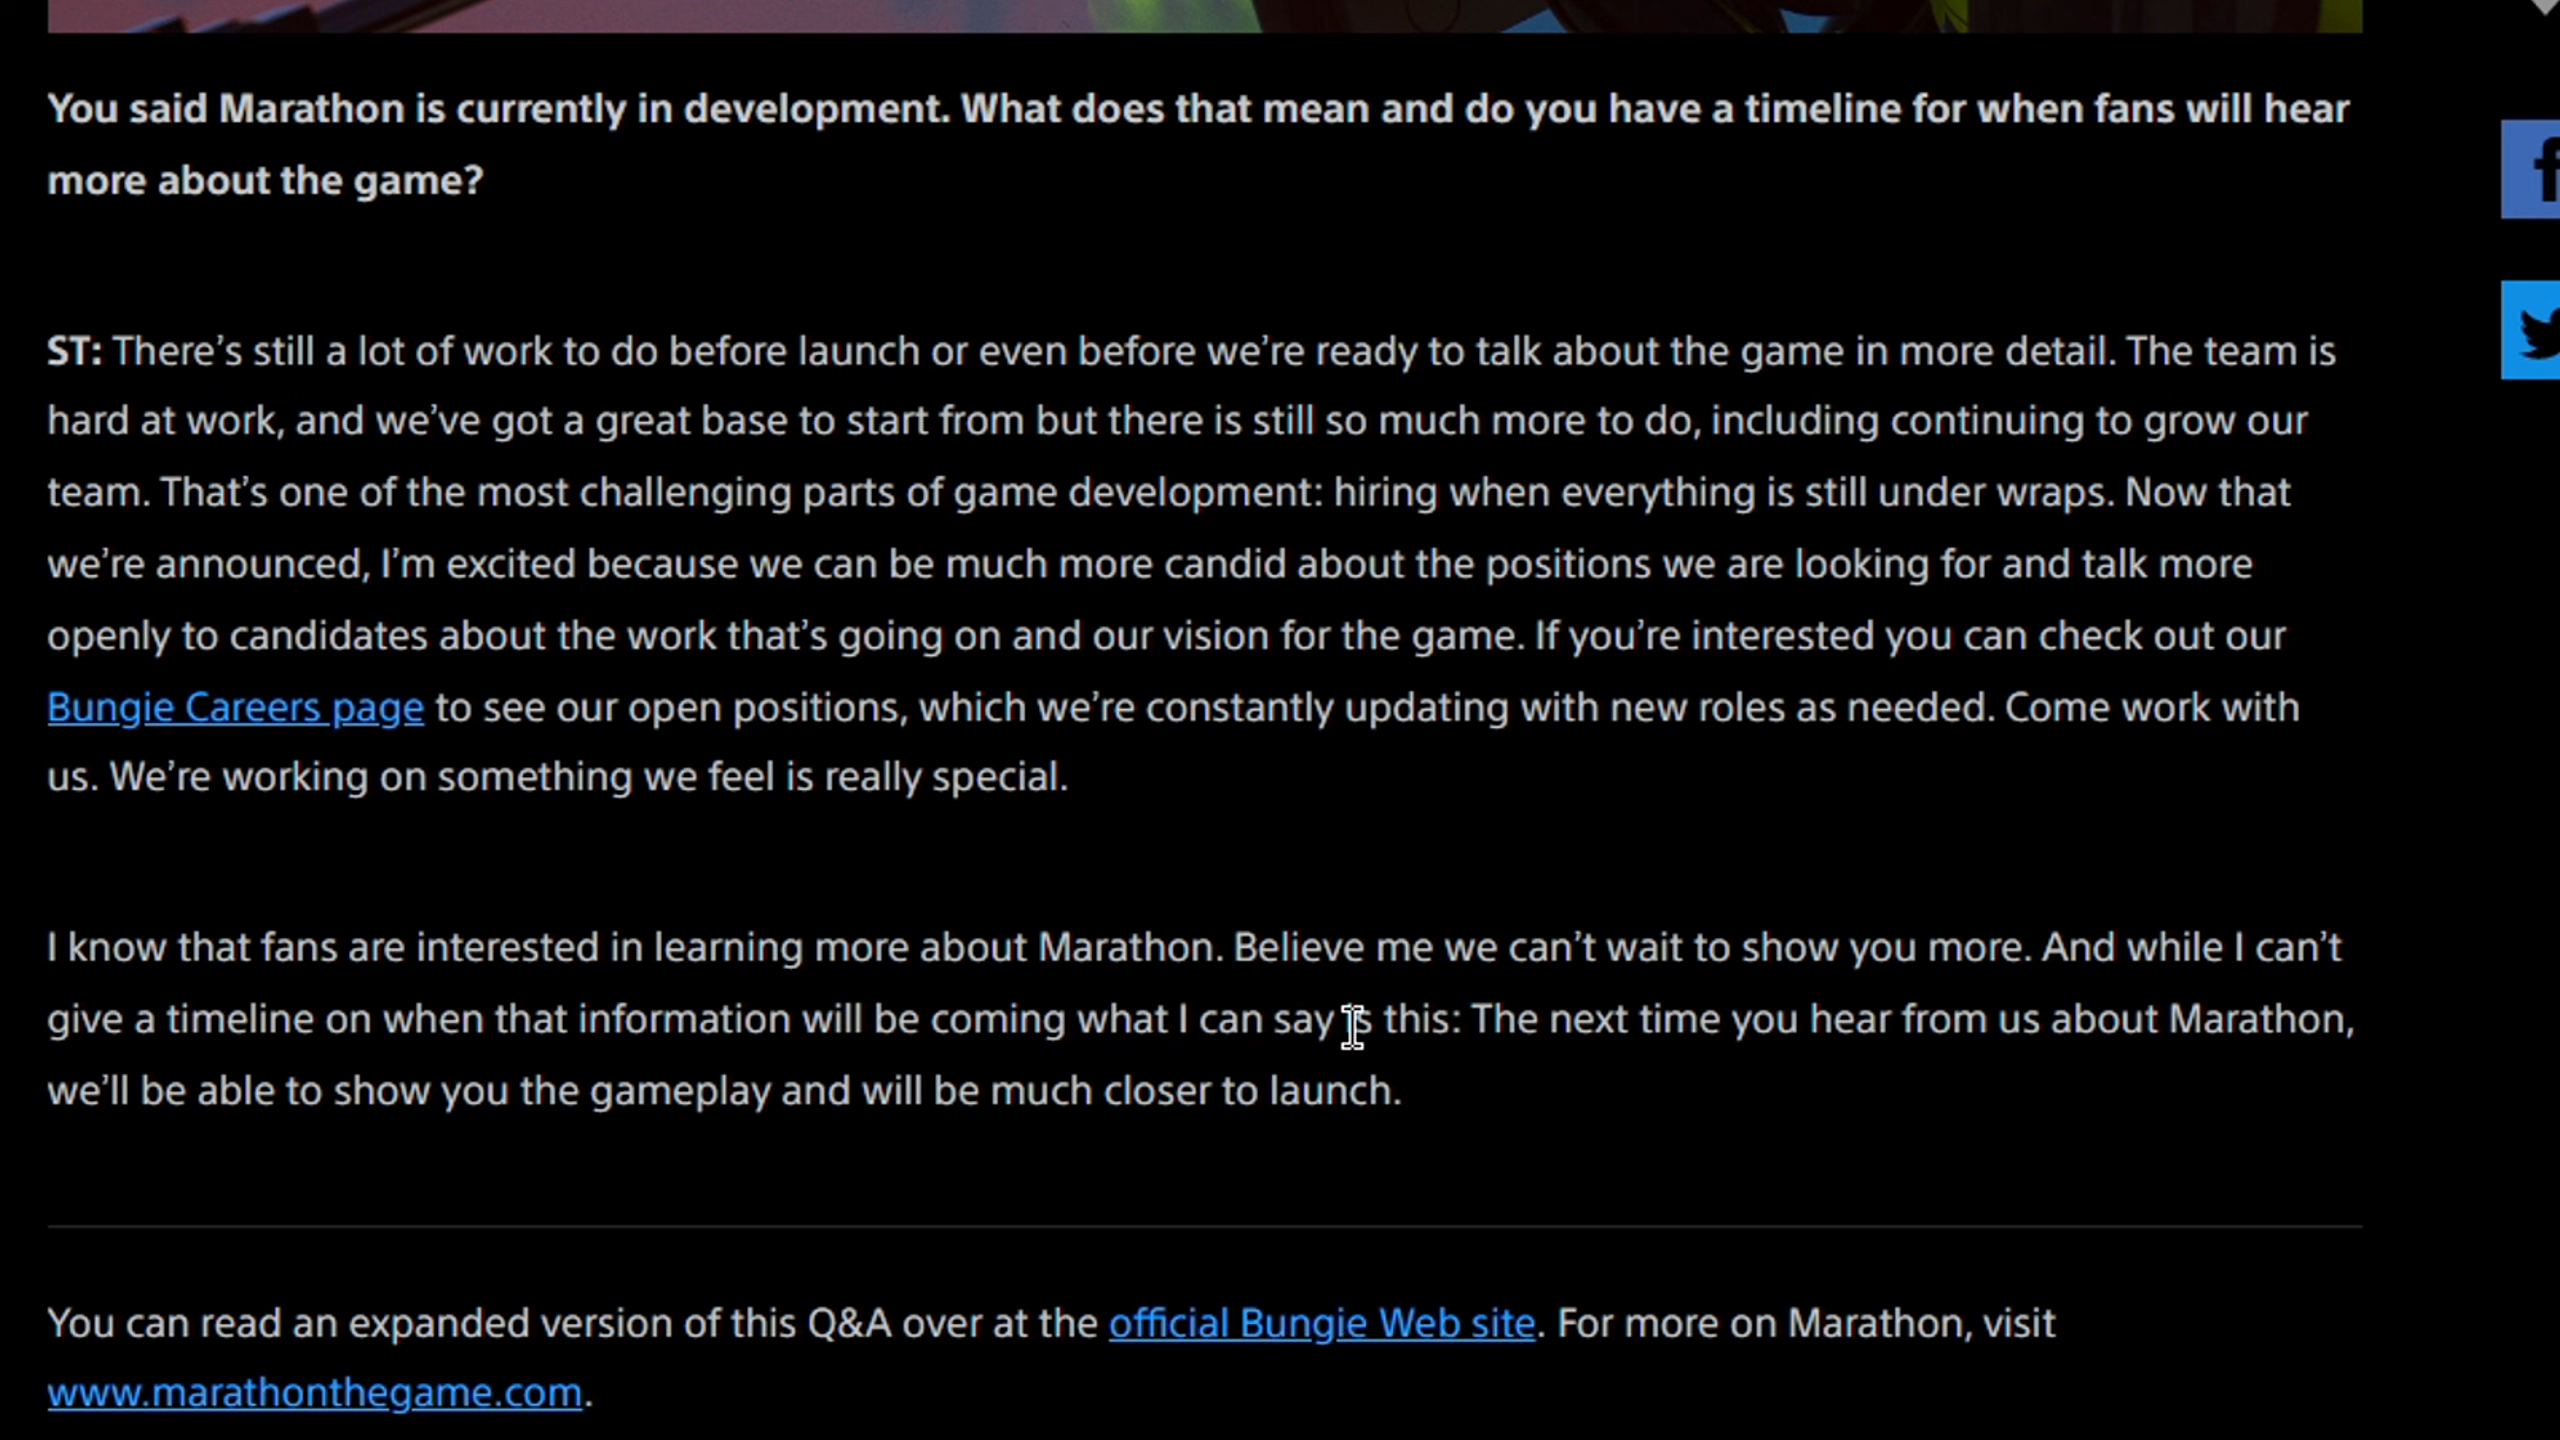 You said Marathon is currently in development. What does that mean and do you have a timeline for when fans will hear
more about the game?
ST: There’s still a lot of work to do before launch or even before we’re ready to talk about the game in more detail. The team is
hard at work, and we’ve got a great base to start from but there is still so much more to do, including continuing to grow our
team. That’s one of the most challenging parts of game development: hiring when everything is still under wraps. Now that
we’re announced, I’m excited because we can be much more candid about the positions we are looking for and talk more
openly to candidates about the work that’s going on and our vision for the game. If you’re interested you can check out our
Bungie Careers page to see our open positions, which we’re constantly updating with new roles as needed. Come work with
us. We’re working on something we feel is really special.
I know that fans are interested in learning more about Marathon. Believe me we can’t wait to show you more. And while I can’t
give a timeline on when that information will be coming what I can say is this: The next time you hear from us about Marathon,
we’ll be able to show you the gameplay and will be much closer to launch.
You can read an expanded version of this Q&A over at the official Bungie Web site. For more on Marathon, visit
www.marathonthegame.com.